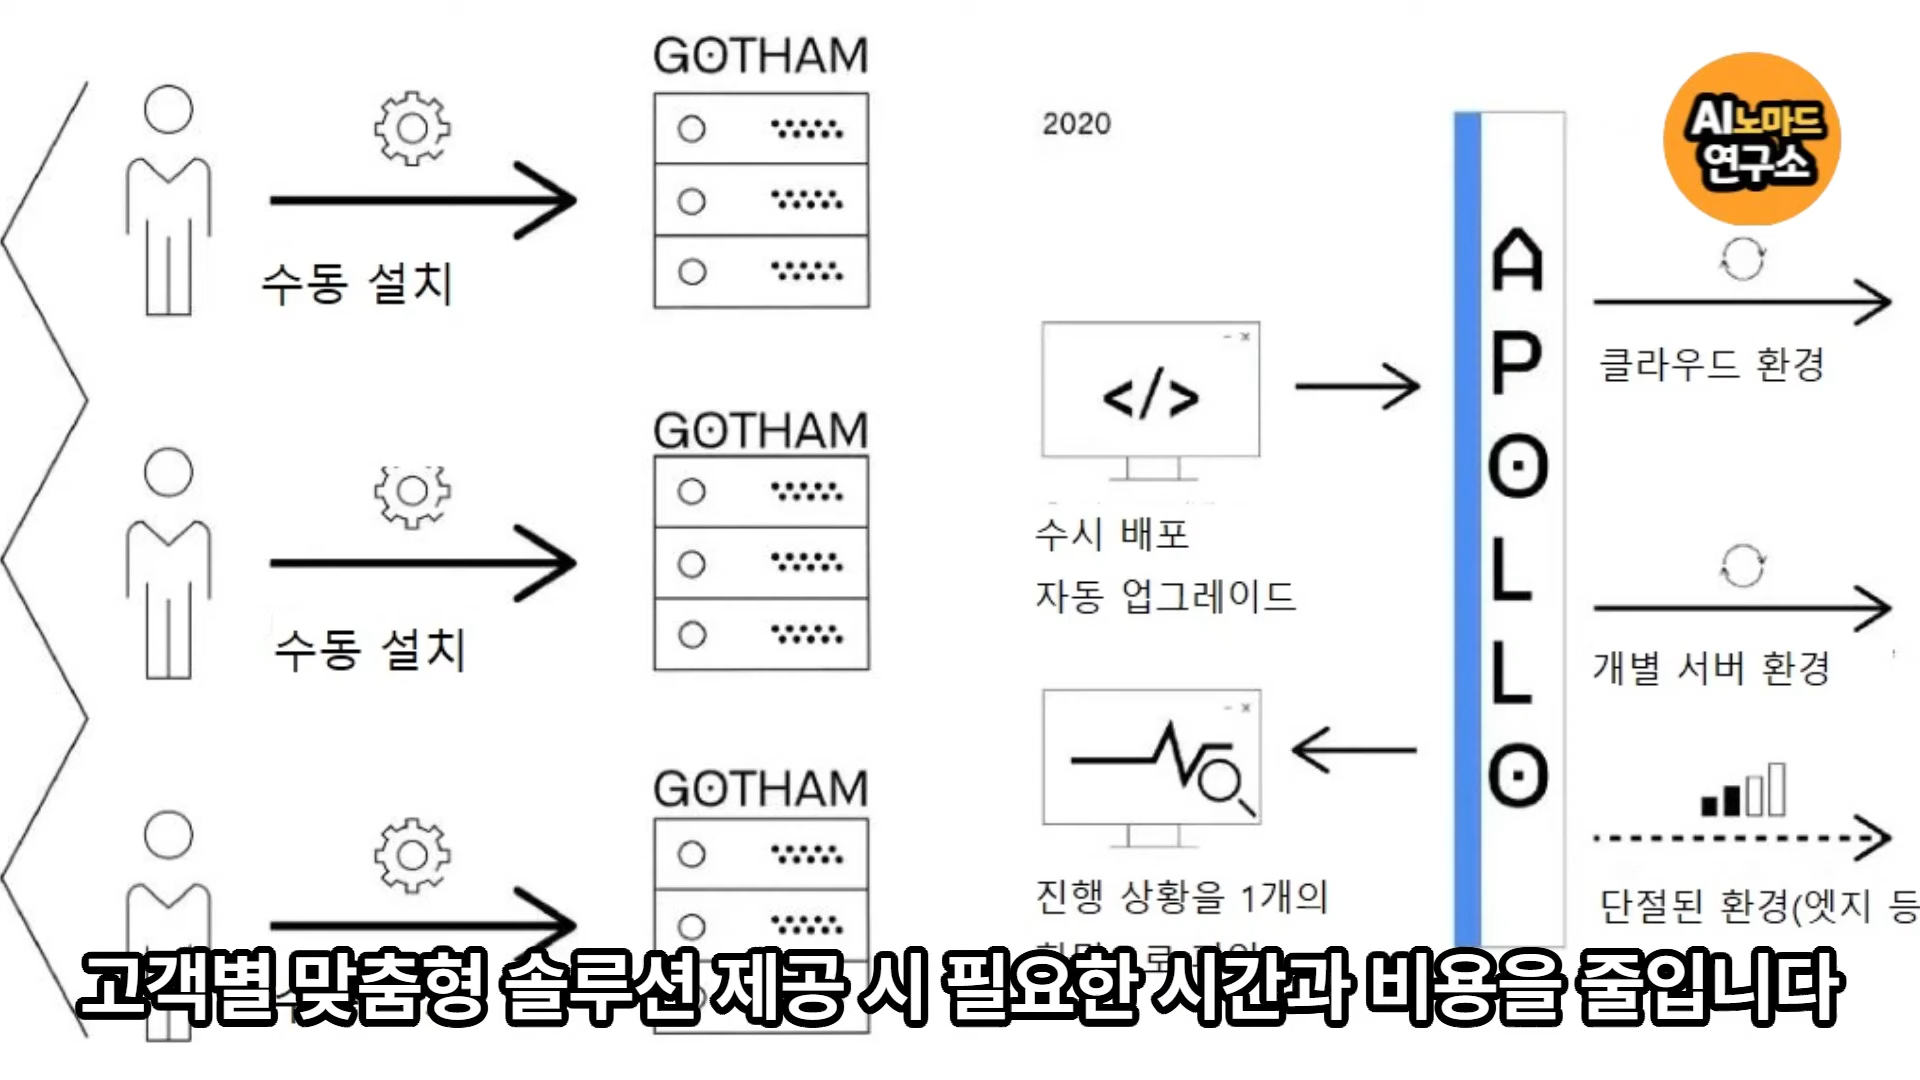 GOTHAM
수동 설치
GOTHAM
수동 설치
GOTHAM
2020
</>
수시 배포
자동 업그레이드
진행 상황을 1개의
APOLLO
AI노마드
연구소
클라우드 환경
개별 서버 환경
단절된 환경(엣지 등
고객별 맞춤형 솔루션 제공 시 필요한 시간과 비용을 줄입니다